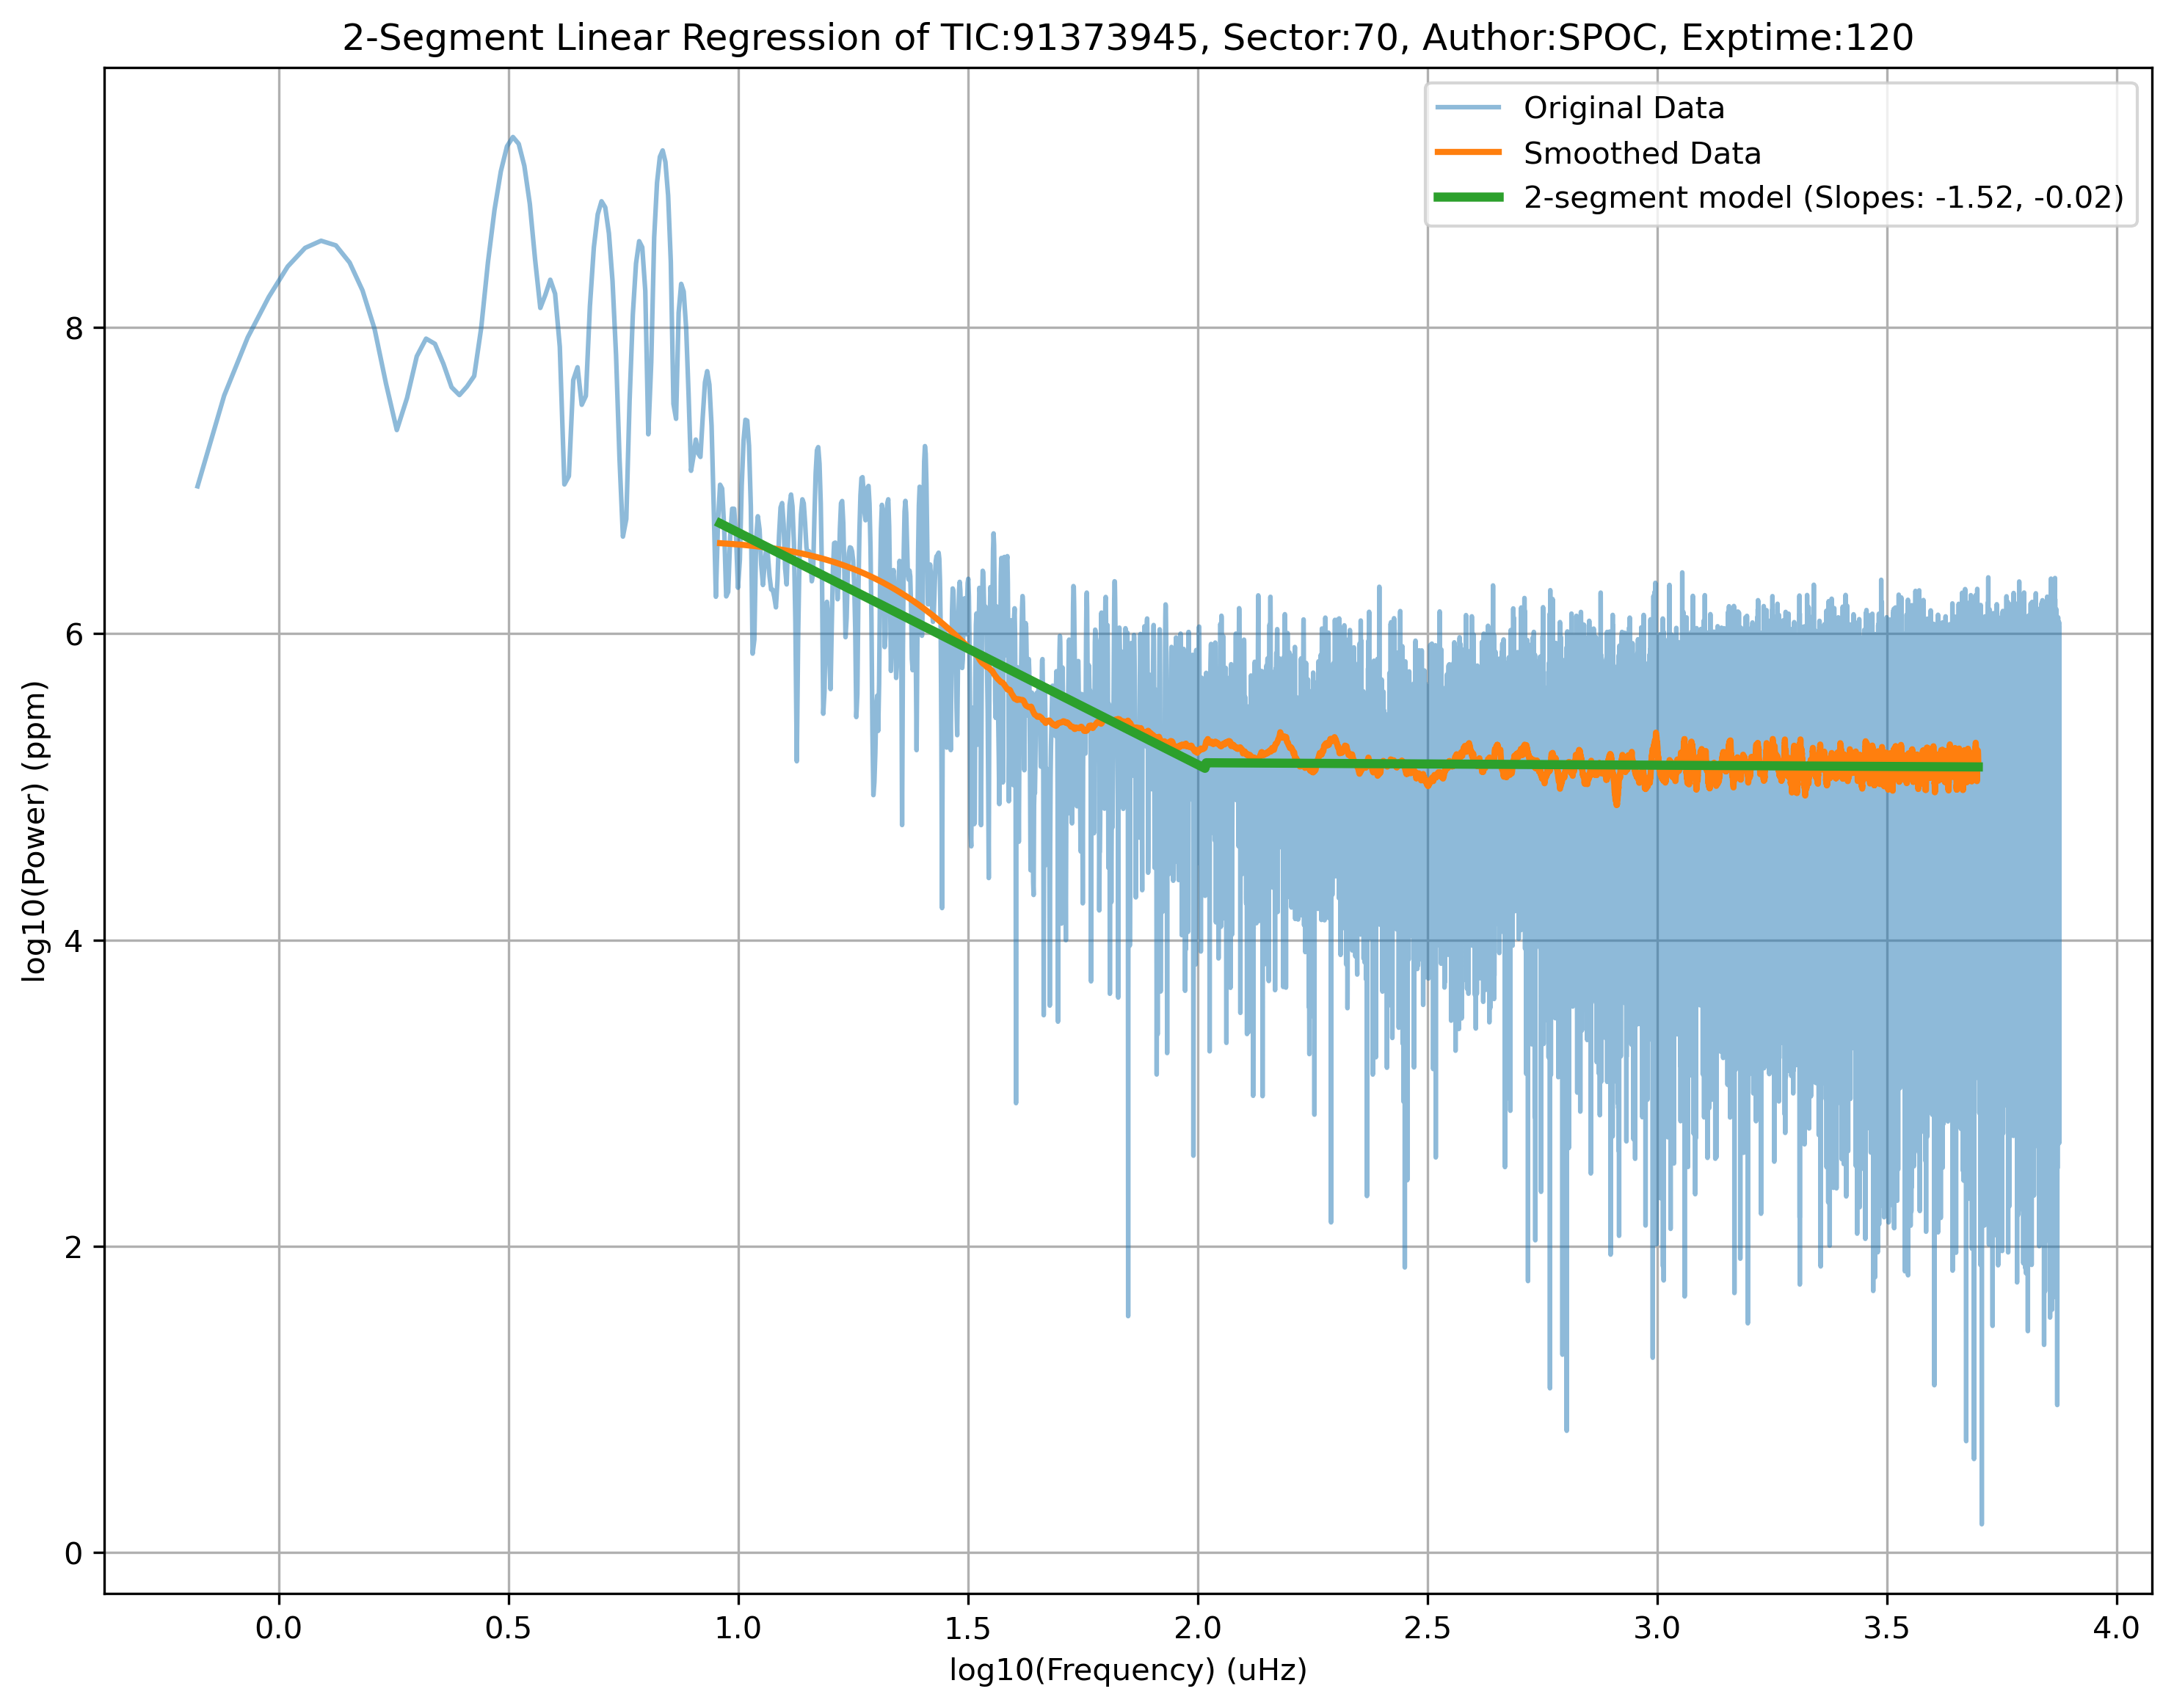 2-Segment Linear Regression of TIC:91373945, Sector:70, Author:SPOC, Exptime:120
Original Data
Smoothed Data
2-segment model (Slopes: -1.52, -0.02)
log10(Power) (ppm)
8
6
4
2
0
0.0 0.5 1.0 1.5 2.0 2.5 3.0 3.5 4.0
log10(Frequency) (uHz)